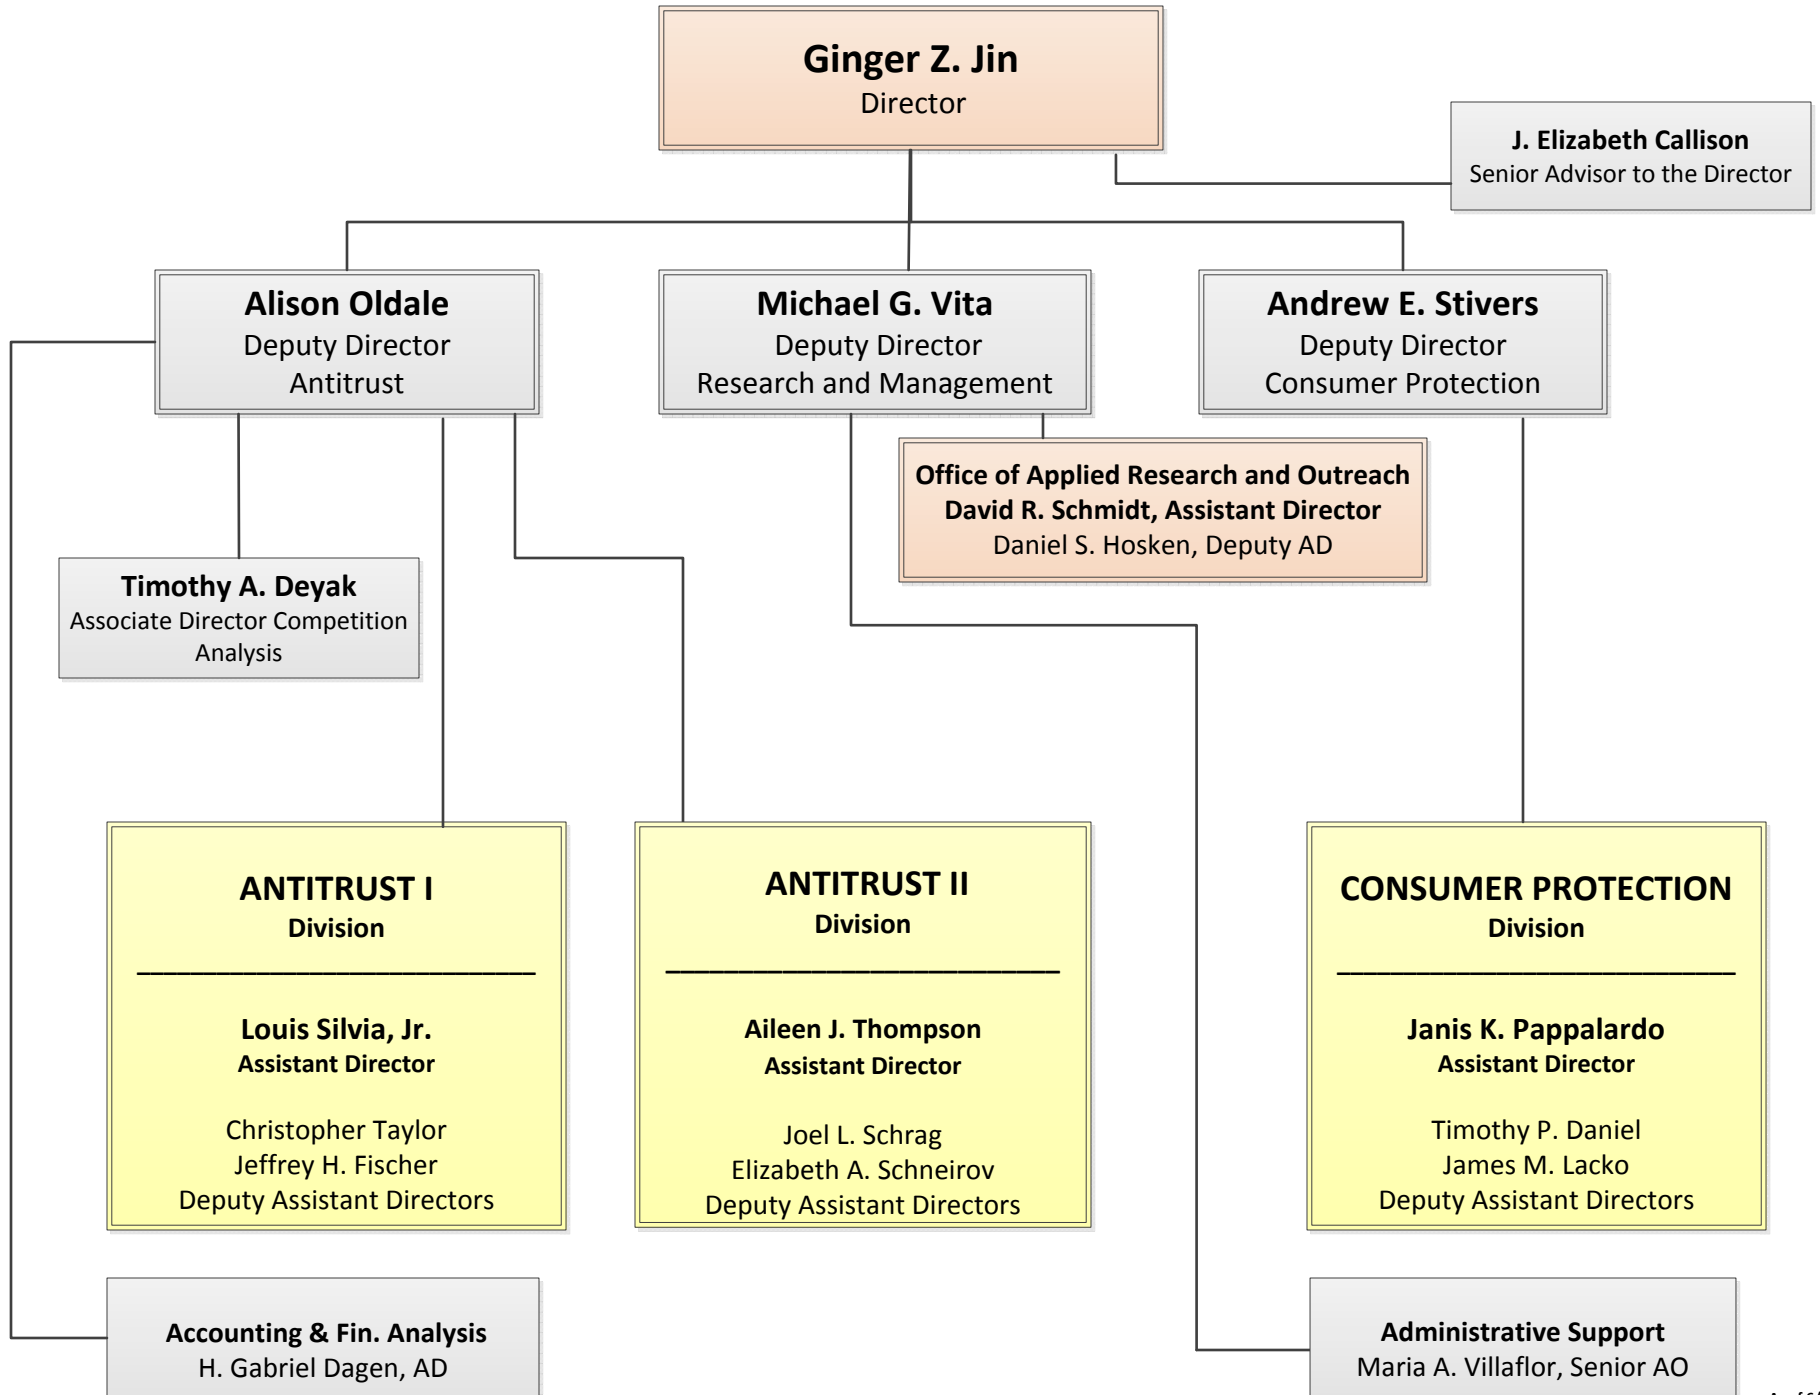 Ginger Z. Jin
Director
J. Elizabeth Callison
Senior Advisor to the Director
Alison Oldale
Deputy Director
Antitrust
Michael G. Vita
Deputy Director
Research and Management
Andrew E. Stivers
Deputy Director
Consumer Protection
Office of Applied Research and Outreach
David R. Schmidt, Assistant Director
Daniel S. Hosken, Deputy AD
Timothy A. Deyak
Associate Director Competition
Analysis
ANTITRUST I
Division
Louis Silvia, Jr.
Assistant Director
Christopher Taylor
Jeffrey H. Fischer
Deputy Assistant Directors
ANTITRUST II
Division
Aileen J. Thompson
Assistant Director
Joel L. Schrag
Elizabeth A. Schneirov
Deputy Assistant Directors
CONSUMER PROTECTION
Division
Janis K. Pappalardo
Assistant Director
Timothy P. Daniel
James M. Lacko
Deputy Assistant Directors
Accounting & Fin. Analysis
H. Gabriel Dagen, AD
Administrative Support
Maria A. Villaflor, Senior AO